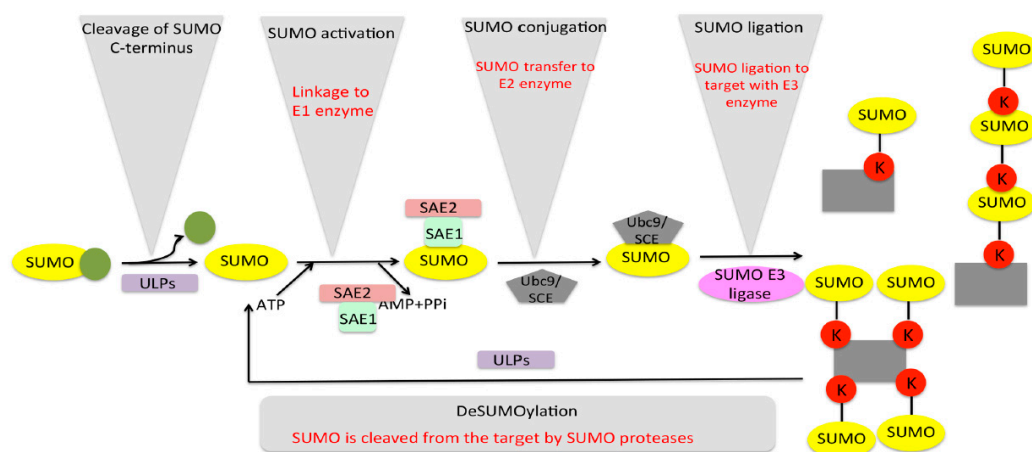 Cleavage of SUMO
C-terminus
SUMO activation
Linkage to
E1 enzyme
SUMO conjugation
SUMO transfer to
E2 enzyme
SUMO ligation
SUMO ligation to
target with E3
enzyme
SUMO
ULPs
SUMO
ATP
SAE2
SAE1
AMP+PPi
SAE2
SAE1
SUMO
Ubc9/
SCE
Ubc9/
SCE
SUMO
SUMO E3
ligase
SUMO
K
SUMO
K
SUMO
K
SUMO
K
SUMO
SUMO
K
K
K
K
SUMO
SUMO
ULPs
DeSUMOylation
SUMO is cleaved from the target by SUMO proteases